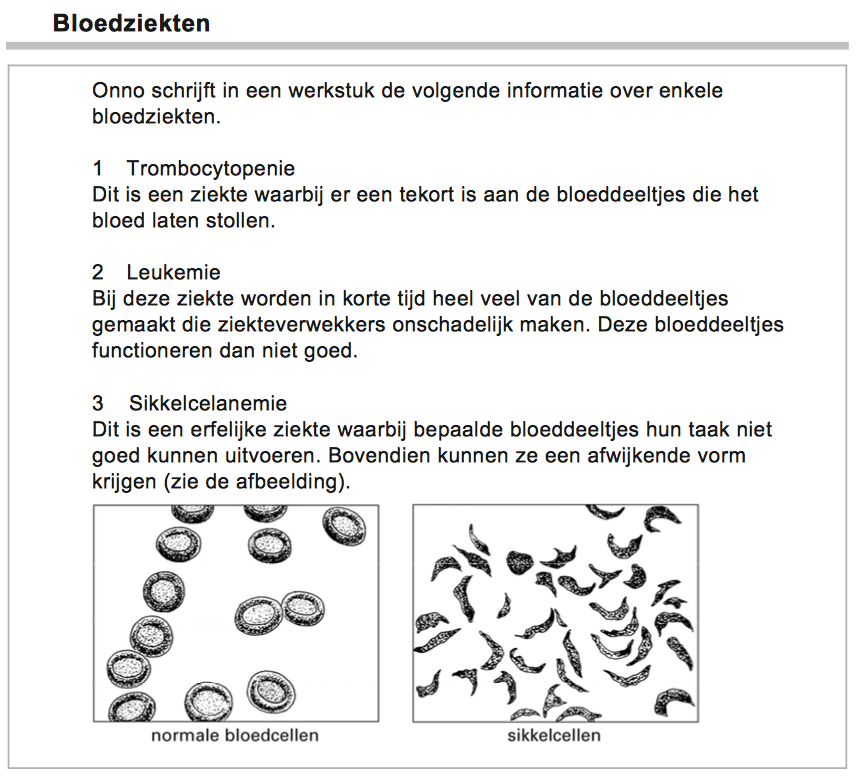 Bloedziekten
Onno schrijft in een werkstuk de volgende informatie over enkele
bloedziekten.
1 Trombocytopenie
Dit is een ziekte waarbij er een tekort is aan de bloeddeeltjes die het
bloed laten stollen.
2 Leukemie
Bij deze ziekte worden in korte tijd heel veel van de bloeddeeltjes
gemaakt die ziekteverwekkers onschadelijk maken. Deze bloeddeeltjes
functioneren dan niet goed.
3 Sikkelcelanemie
Dit is een erfelijke ziekte waarbij bepaalde bloeddeeltjes hun taak niet
goed kunnen uitvoeren. Bovendien kunnen ze een afwijkende vorm
krijgen (zie de afbeelding).
normale bloedcellen
sikkelcellen